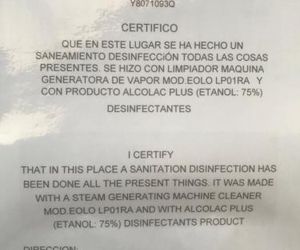 Y8071093Q
CERTIFICO
QUE EN ESTE LUGAR SE HA HECHO UN
SANEAMIENTO DESINFECCIÓN TODAS LAS COSAS
PRESENTES. SE HIZO CON LIMPIADOR MAQUINA
GENERATORA DE VAPOR MOD.EOLO LP01RA Y
CON PRODUCTO ALCOLAC PLUS (ETANOL: 75%)
DESINFECTANTES
I CERTIFY
THAT IN THIS PLACE A SANITATION DISINFECTION HAS
BEEN DONE ALL THE PRESENT THINGS. IT WAS MADE
WITH A STEAM GENERATING MACHINE CLEANER
MOD.EOLO LP01RA AND WITH ALCOLAC PLUS
(ETANOL: 75%) DISINFECTANTS PRODUCT
DIRECCION: